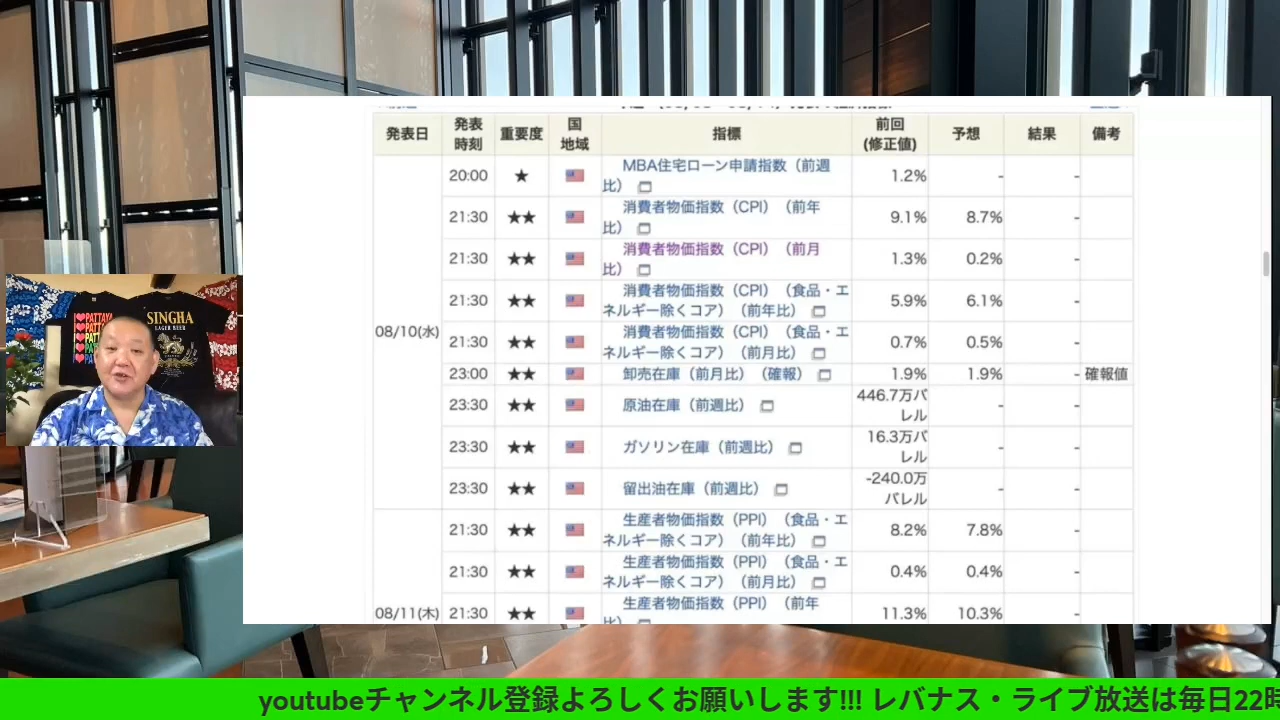 発表日 発表時刻 重要度 国地域 指標 前回(修正値) 予想 結果 備考
08/10(水)
20:00 ★ MBA住宅ローン申請指数（前週比） 1.2% - -
21:30 ★★ 消費者物価指数（CPI）（前年比） 9.1% 8.7% -
21:30 ★★ 消費者物価指数（CPI）（前月比） 1.3% 0.2% -
21:30 ★★ 消費者物価指数（CPI）（食品・エネルギー除くコア）（前年比） 5.9% 6.1% -
21:30 ★★ 消費者物価指数（CPI）（食品・エネルギー除くコア）（前月比） 0.7% 0.5% -
23:00 ★★ 卸売在庫（前月比）（確報） 1.9% 1.9% - 確報値
23:30 ★★ 原油在庫（前週比） 446.7万バレル - -
23:30 ★★ ガソリン在庫（前週比） 16.3万バレル - -
23:30 ★★ 留出油在庫（前週比） -240.0万バレル - -
21:30 ★★ 生産者物価指数（PPI）（食品・エネルギー除くコア）（前年比） 8.2% 7.8% -
21:30 ★★ 生産者物価指数（PPI）（食品・エネルギー除くコア）（前月比） 0.4% 0.4% -
08/11(木) 21:30 ★★ 生産者物価指数（PPI）（前年比） 11.3% 10.3% -
SINGHA
LAGER BEER
PATTAYA
youtubeチャンネル登録よろしくお願いします!!! レバナス・ライブ放送は毎日22時